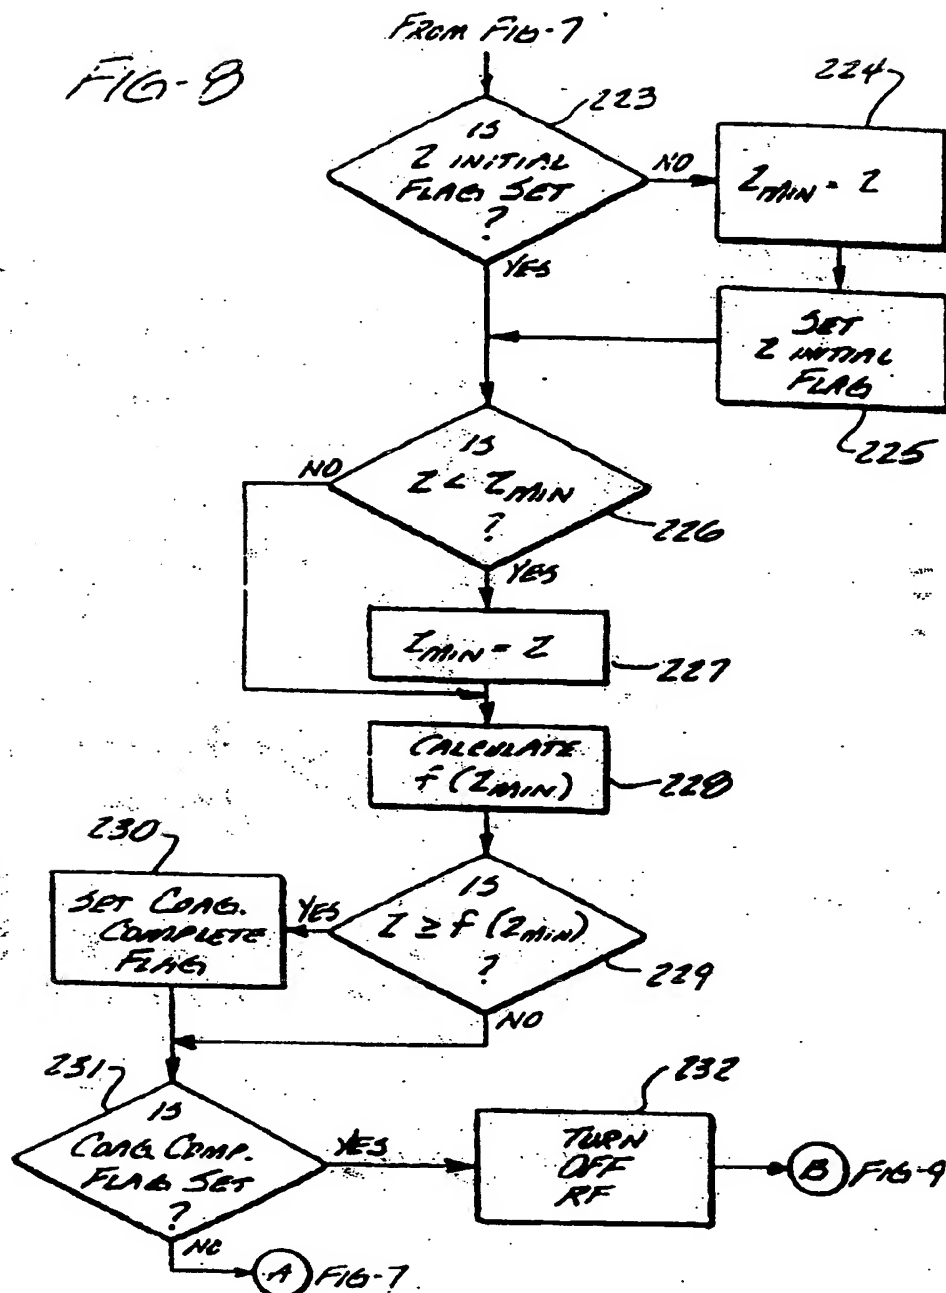 FROM FIG-7
FIG-8
223
IS
Z INITIAL
FLAG SET
?
NO
YES
224
ZMIN = Z
SET
Z INITIAL
FLAG
225
IS
Z < ZMIN
?
NO
YES
226
ZMIN = Z
227
CALCULATE
f (ZMIN)
228
IS
Z ≥ f (ZMIN)
?
YES
NO
229
230
SET COAG.
COMPLETE
FLAG
231
IS
COAG. COMP.
FLAG SET
?
YES
NO
232
TURN
OFF
RF
B FIG-9
A FIG-7